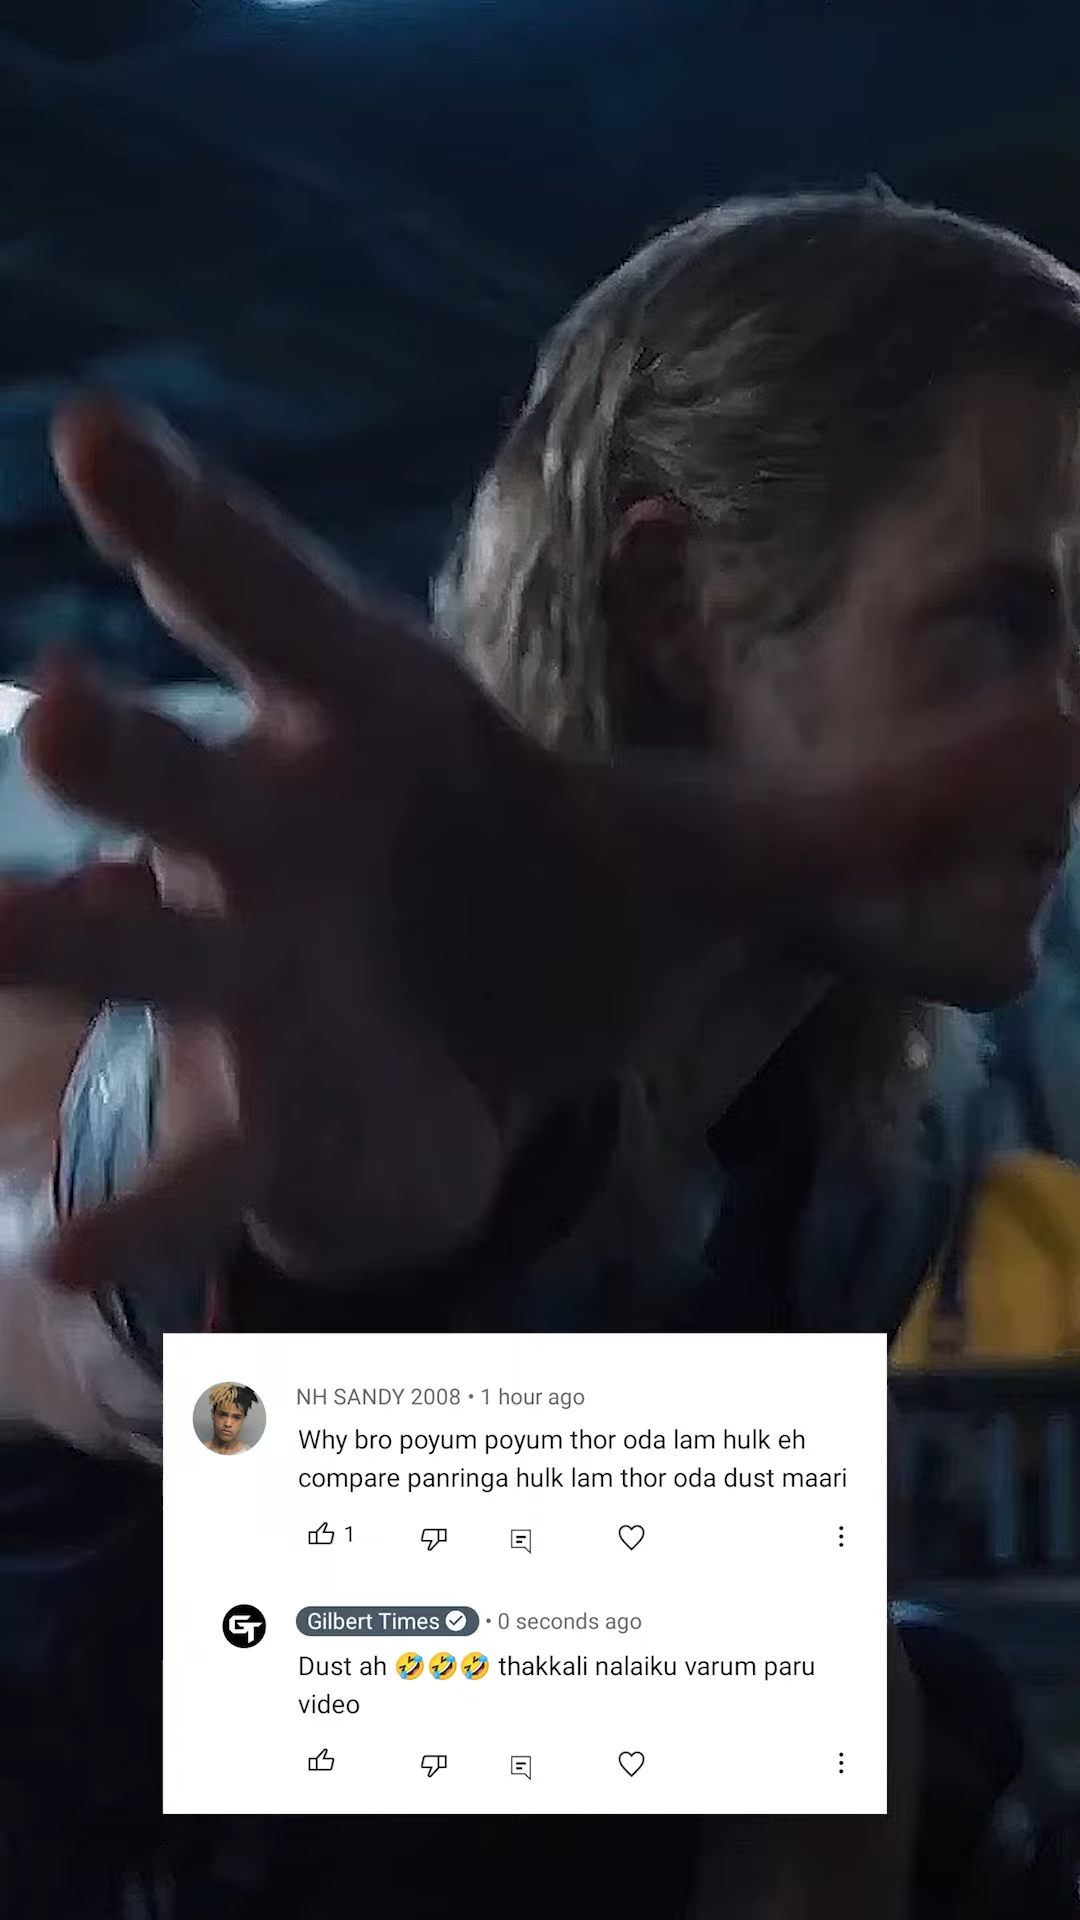 NH SANDY 2008 • 1 hour ago
Why bro poyum poyum thor oda lam hulk eh
compare panringa hulk lam thor oda dust maari
1
GT
Gilbert Times • 0 seconds ago
Dust ah 🤣🤣🤣 thakkali nalaiku varum paru
video